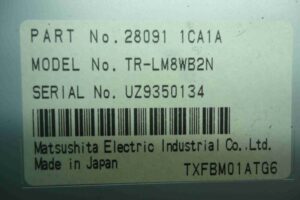 PART No. 28091 1CA1A
MODEL No. TR-LM8WB2N
SERIAL No. UZ9350134
Matsushita Electric Industrial Co.,Ltd.
Made in Japan TXFBM01ATG6